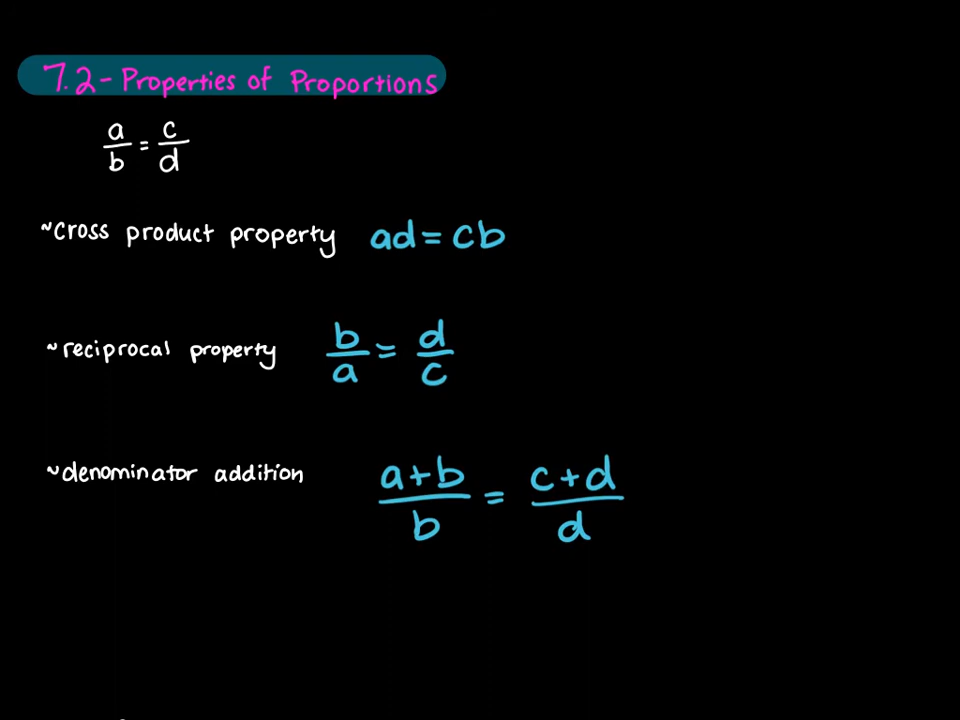 7.2 - Properties of Proportions
a/b = c/d
~cross product property ad = cb
~reciprocal property b/a = d/c
~denominator addition a+b/b = c+d/d